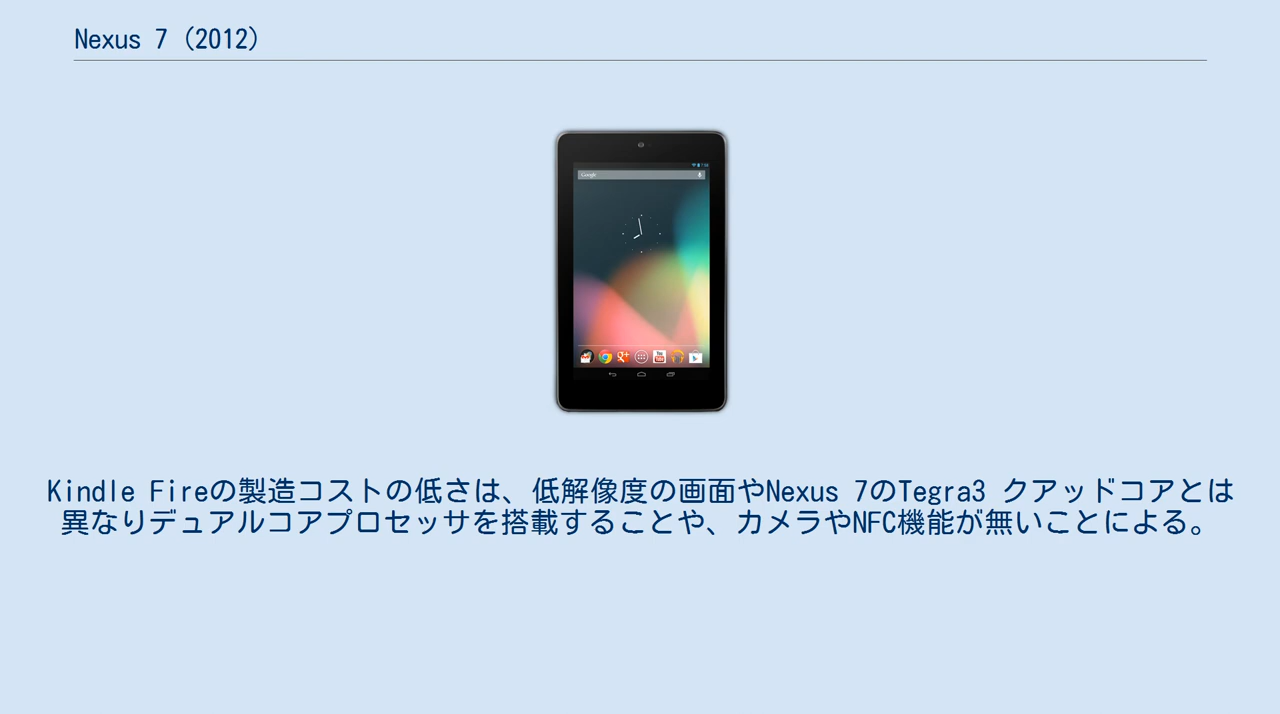 Nexus 7（2012）
Google
Kindle Fireの製造コストの低さは、低解像度の画面やNexus 7のTegra3 クアッドコアとは
異なりデュアルコアプロセッサを搭載することや、カメラやNFC機能が無いことによる。